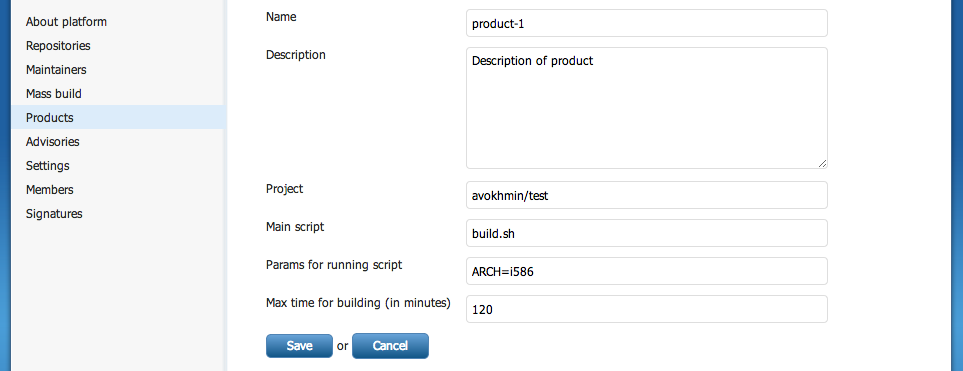 About platform
Repositories
Maintainers
Mass build
Products
Advisories
Settings
Members
Signatures
Name
product-1
Description
Description of product
Project
avokhmin/test
Main script
build.sh
Params for running script
ARCH=i586
Max time for building (in minutes)
120
Save or Cancel